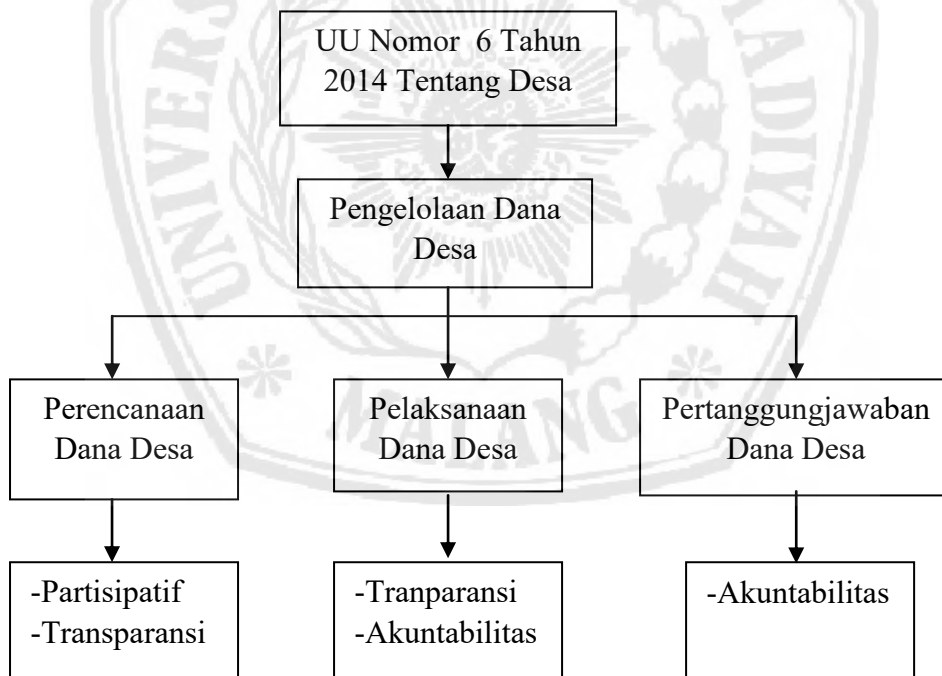 UU Nomor 6 Tahun
2014 Tentang Desa
Pengelolaan Dana
Desa
Perencanaan
Dana Desa
Pelaksanaan
Dana Desa
Pertanggungjawaban
Dana Desa
-Partisipatif
-Transparansi
-Tranparansi
-Akuntabilitas
-Akuntabilitas
MALANG